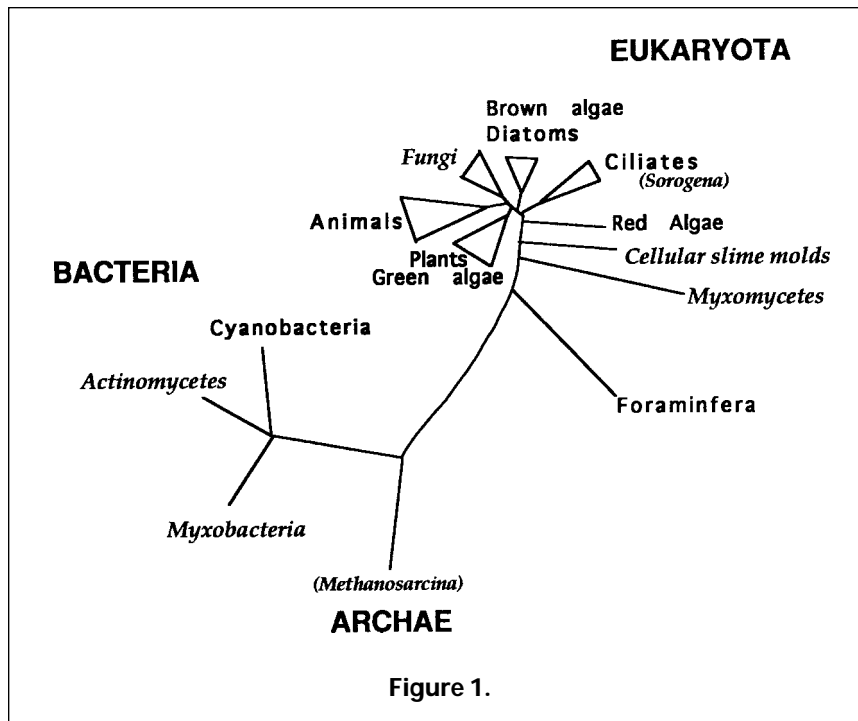 EUKARYOTA
Brown algae
Diatoms
Fungi
Ciliates
(Sorogena)
Animals
Red Algae
Plants
Green algae
Cellular slime molds
BACTERIA
Myxomycetes
Cyanobacteria
Actinomycetes
Foraminfera
Myxobacteria
(Methanosarcina)
ARCHAE
Figure 1.